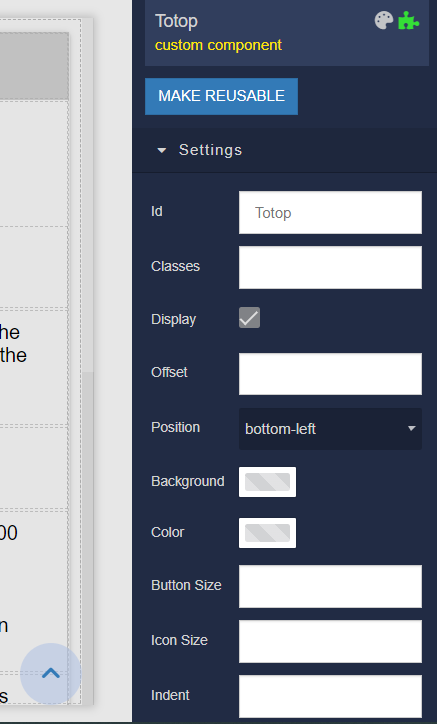 Totop
custom component
MAKE REUSABLE
Settings
Id
Totop
Classes
Display
Offset
Position
bottom-left
Background
Color
Button Size
Icon Size
Indent
he
the
00
n
s